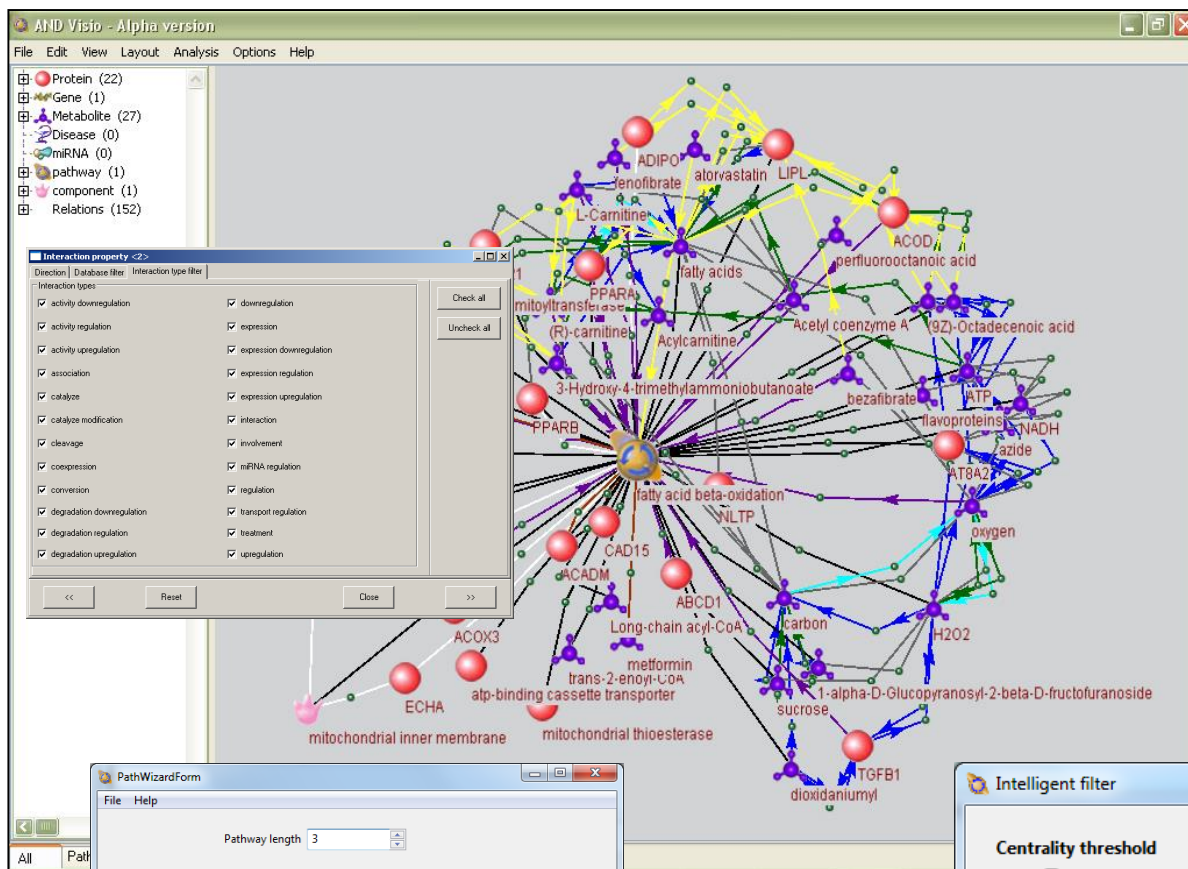 AND Visio - Alpha version
File Edit View Layout Analysis Options Help
Protein (22)
Gene (1)
Metabolite (27)
Disease (0)
miRNA (0)
pathway (1)
component (1)
Relations (152)
Interaction property <2>
Direction Database filter Interaction type filter
Interaction types
activity downregulation
activity regulation
activity upregulation
association
catalyze
catalyze modification
cleavage
coexpression
conversion
degradation downregulation
degradation regulation
degradation upregulation
downregulation
expression
expression downregulation
expression regulation
expression upregulation
interaction
involvement
miRNA regulation
regulation
transport regulation
treatment
upregulation
Check all
Uncheck all
<< Reset Close >>
ADIPO
fenofibrate
atorvastatin
LIPL
L-Carnitine
ACOD
perfluorooctanoic acid
fatty acids
PPARA
mitoyltransferase
(R)-carnitine
Acylcarnitine
Acetyl coenzyme A
(9Z)-Octadecenoic acid
3-Hydroxy-4-trimethylammoniobutanoate
bezafibrate
ATP
PPARB
flavoproteins
NADH
azide
AT8A2
fatty acid beta-oxidation
NLTP
oxygen
CAD15
ACADM
ABCD1
carbon
H2O2
Long-chain acyl-CoA
ACOX3
metformin
trans-2-enoyl-CoA
atp-binding cassette transporter
1-alpha-D-Glucopyranosyl-2-beta-D-fructofuranoside
sucrose
ECHA
mitochondrial inner membrane
mitochondrial thioesterase
TGFB1
dioxidaniumyl
PathWizardForm
File Help
Pathway length 3
Intelligent filter
Centrality threshold
All